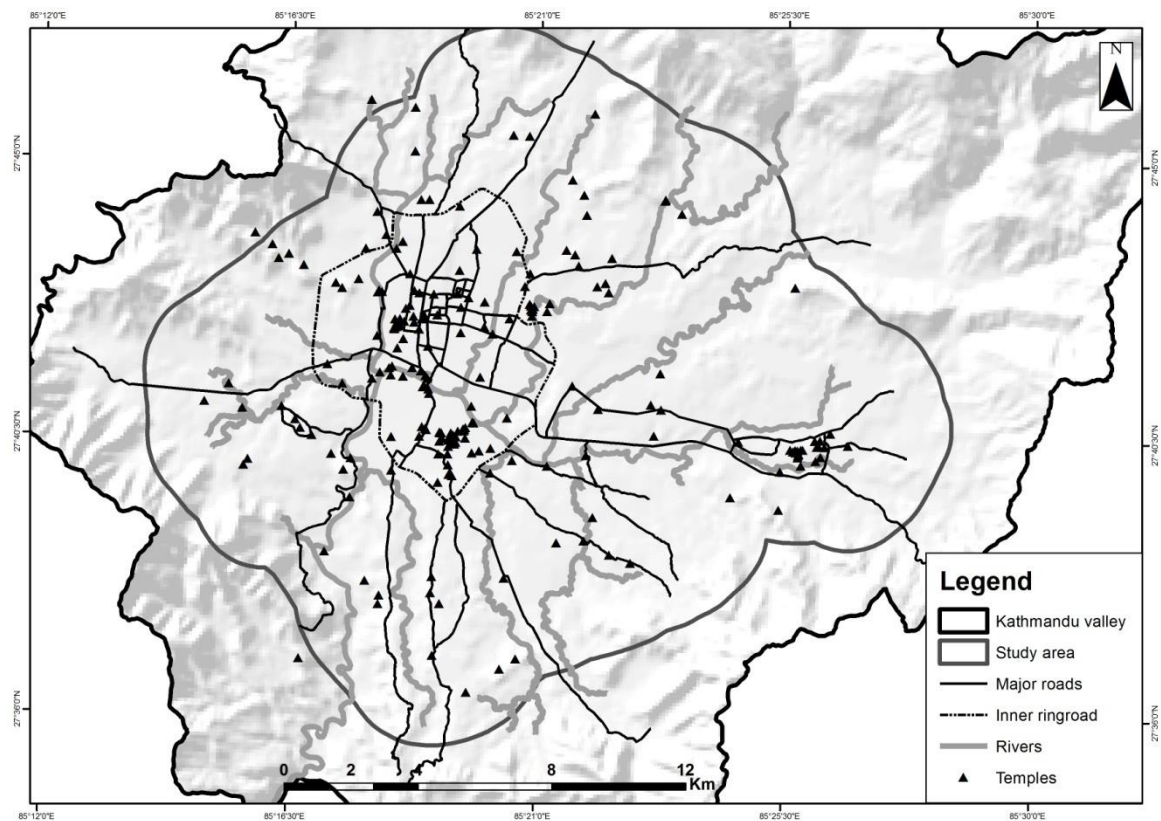 85°12'0"E 85°16'30"E 85°21'0"E 85°25'30"E 85°30'0"E
N
27°45'0"N 27°45'0"N
27°40'30"N 27°40'30"N
27°36'0"N 27°36'0"N
Legend
Kathmandu valley
Study area
Major roads
Inner ringroad
Rivers
Temples
0 2 4 8 12
Km
85°12'0"E 85°16'30"E 85°21'0"E 85°25'30"E 85°30'0"E